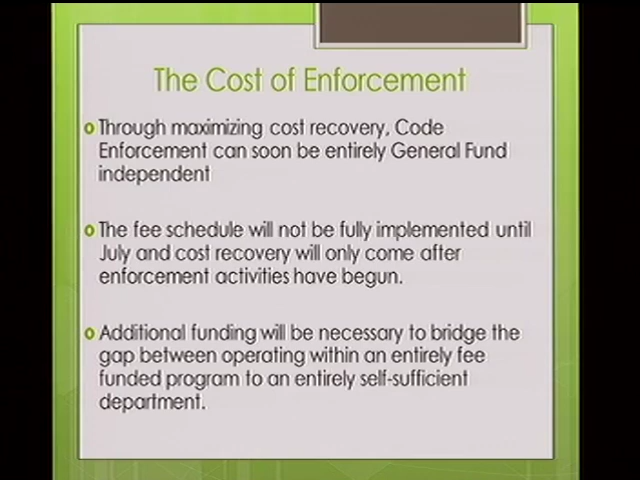 The Cost of Enforcement
Through maximizing cost recovery, Code
Enforcement can soon be entirely General Fund
independent
The fee schedule will not be fully implemented until
July and cost recovery will only come after
enforcement activities have begun.
Additional funding will be necessary to bridge the
gap between operating within an entirely fee
funded program to an entirely self-sufficient
department.